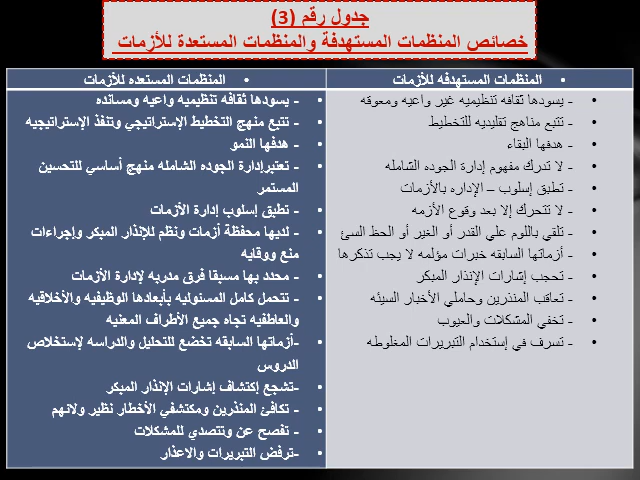 جدول رقم (3)
خصائص المنظمات المستهدفة والمنظمات المستعدة للأزمات
• المنظمات المستهدفه للأزمات
• - يسودها ثقافه تنظيميه غير واعيه ومعوقه
• - تتبع مناهج تقليديه للتخطيط
• - هدفها البقاء
• - لا تدرك مفهوم إدارة الجوده الشامله
• - تطبق إسلوب – الإداره بالأزمات
• - لا تتحرك إلا بعد وقوع الأزمه
• - تلقي باللوم علي القدر أو الغير أو الحظ السئ
• - أزماتها السابقه خبرات مؤلمه لا يجب تذكرها
• - تحجب إشارات الإنذار المبكر
• - تعاقب المنذرين وحاملي الأخبار السيئه
• - تخفي المشكلات والعيوب
• - تسرف في إستخدام التبريرات المغلوطه
• المنظمات المستعده للأزمات
• - يسودها ثقافه تنظيميه واعيه ومسانده
• - تتبع منهج التخطيط الإستراتيجي وتنفذ الإستراتيجيه
• - هدفها النمو
• - تعتبرإدارة الجوده الشامله منهج أساسي للتحسين
المستمر
• - تطبق إسلوب إدارة الأزمات
• - لديها محفظة أزمات ونظم للإنذار المبكر وإجراءات
منع ووقايه
• - محدد بها مسبقا فرق مدربه لإدارة الأزمات
• - تتحمل كامل المسئوليه بأبعادها الوظيفيه والأخلاقيه
والعاطفيه تجاه جميع الأطراف المعنيه
• -أزماتها السابقه تخضع للتحليل والدراسه لإستخلاص
الدروس
• -تشجع إكتشاف إشارات الإنذار المبكر
• - تكافئ المنذرين ومكتشفي الأخطار نظير ولائهم
• - تفصح عن وتتصدي للمشكلات
• -ترفض التبريرات والاعذار